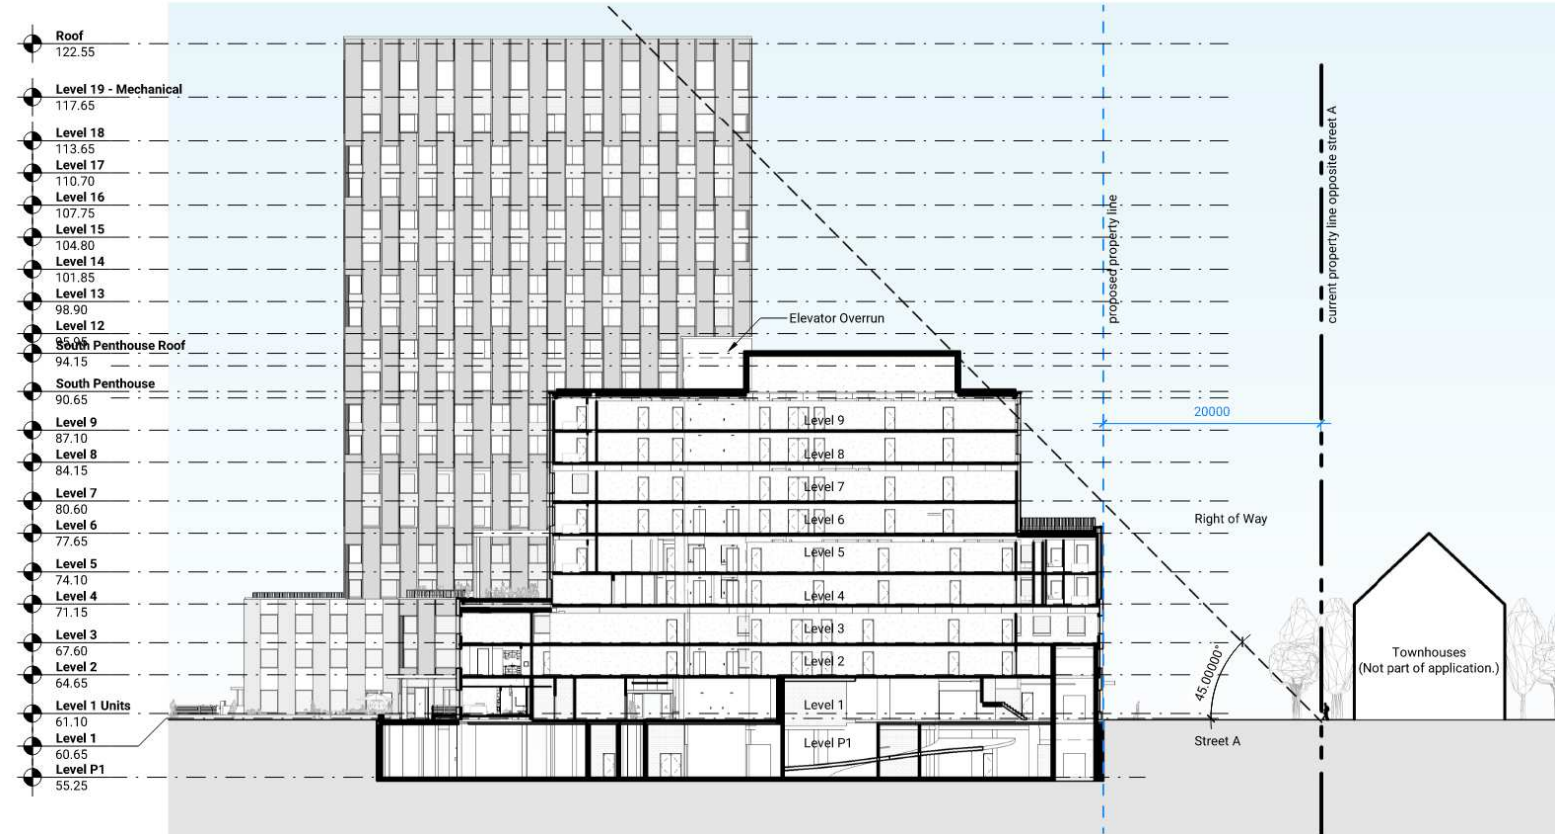 Roof
122.55
Level 19 - Mechanical
117.65
Level 18
113.65
Level 17
110.70
Level 16
107.75
Level 15
104.80
Level 14
101.85
Level 13
98.90
Level 12
South Penthouse Roof
94.15
South Penthouse
90.65
Level 9
87.10
Level 8
84.15
Level 7
80.60
Level 6
77.65
Level 5
74.10
Level 4
71.15
Level 3
67.60
Level 2
64.65
Level 1 Units
61.10
Level 1
60.65
Level P1
55.25
Elevator Overrun
Level 9
Level 8
Level 7
Level 6
Level 5
Level 4
Level 3
Level 2
Level 1
Level P1
proposed property line
20000
current property line opposite street A
Right of Way
45.00000°
Street A
Townhouses
(Not part of application.)